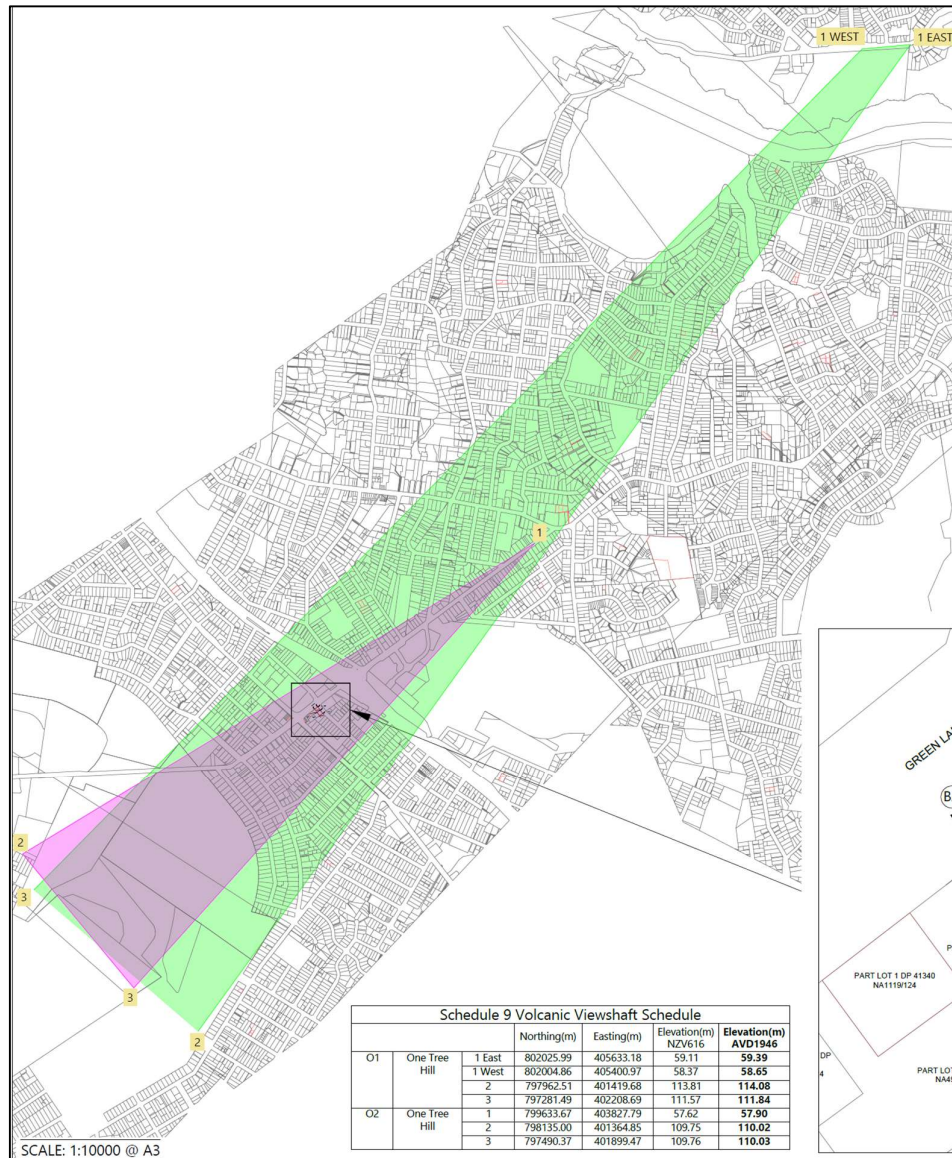 1 WEST
1 EAST
1
2
3
3
2
GREEN LA
B
PART LOT 1 DP 41340
NA1119/124
P
DP
4
PART LOT
NA45
Schedule 9 Volcanic Viewshaft Schedule
Northing(m) Easting(m) Elevation(m) NZV616 Elevation(m) AVD1946
O1 One Tree Hill 1 East 802025.99 405633.18 59.11 59.39
1 West 802004.86 405400.97 58.37 58.65
2 797962.51 401419.68 113.81 114.08
3 797281.49 402208.69 111.57 111.84
O2 One Tree Hill 1 799633.67 403827.79 57.62 57.90
2 798135.00 401364.85 109.75 110.02
3 797490.37 401899.47 109.76 110.03
SCALE: 1:10000 @ A3